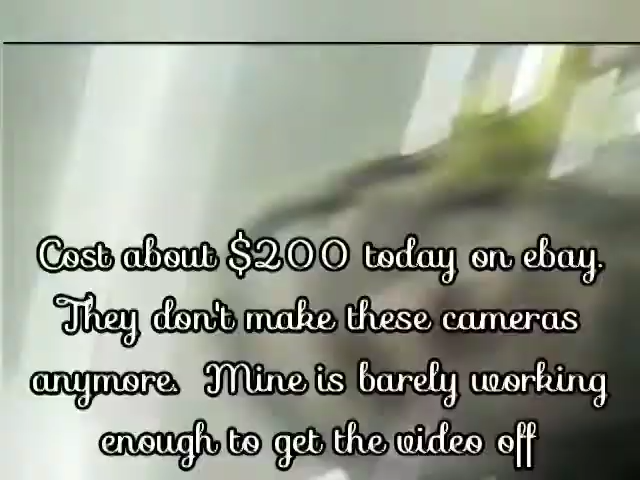 Cost about $200 today on ebay.
They don't make these cameras
anymore.  Mine is barely working
enough to get the video off